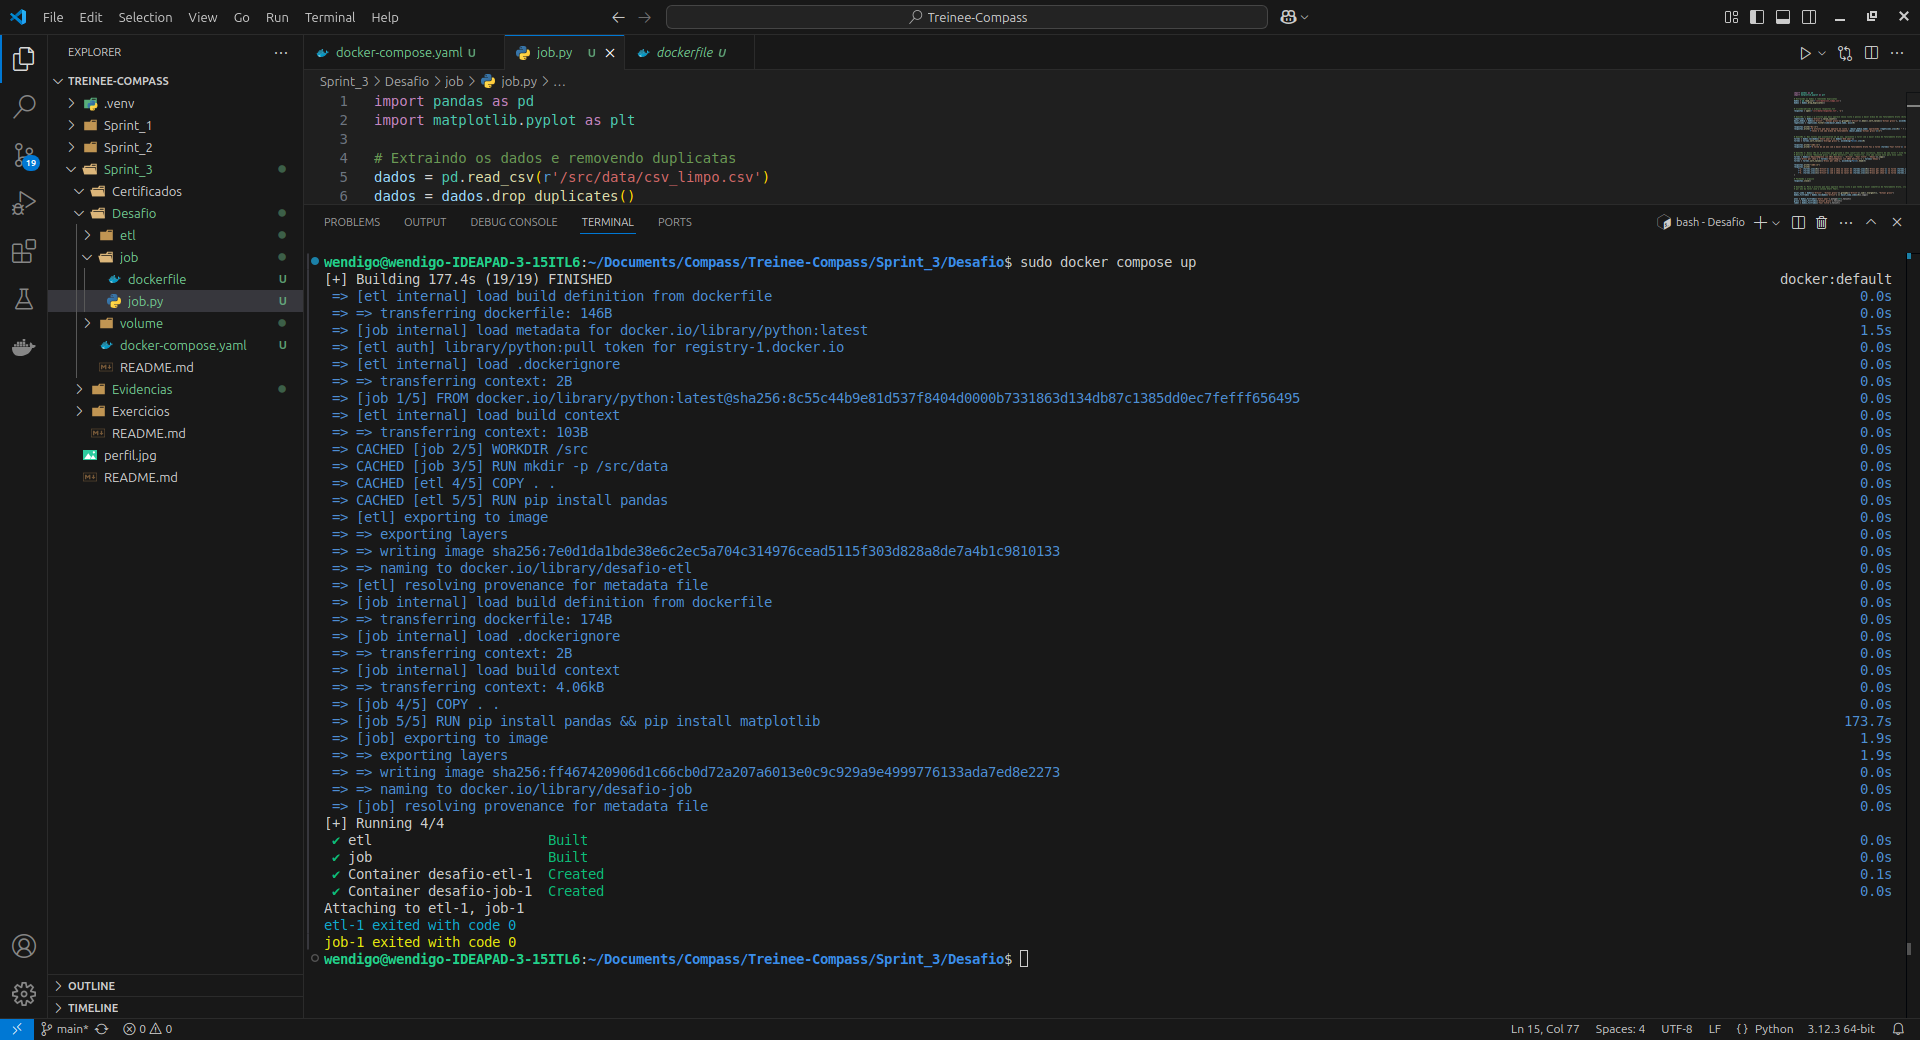 File Edit Selection View Go Run Terminal Help
Treinee-Compass
EXPLORER
TREINEE-COMPASS
.venv
Sprint_1
Sprint_2
19
Sprint_3
Certificados
Desafio
etl
job
dockerfile U
job.py U
volume
docker-compose.yaml U
README.md
Evidencias
Exercicios
README.md
perfil.jpg
README.md
OUTLINE
TIMELINE
docker-compose.yaml U
job.py U
dockerfile U
Sprint_3 > Desafio > job > job.py > ...
1 import pandas as pd
2 import matplotlib.pyplot as plt
3
4 # Extraindo os dados e removendo duplicatas
5 dados = pd.read_csv(r'/src/data/csv_limpo.csv')
6 dados = dados.drop_duplicates()
PROBLEMS OUTPUT DEBUG CONSOLE TERMINAL PORTS
bash - Desafio
wendigo@wendigo-IDEAPAD-3-15ITL6:~/Documents/Compass/Treinee-Compass/Sprint_3/Desafio$ sudo docker compose up
[+] Building 177.4s (19/19) FINISHED docker:default
=> [etl internal] load build definition from dockerfile 0.0s
=> => transferring dockerfile: 146B 0.0s
=> [job internal] load metadata for docker.io/library/python:latest 1.5s
=> [etl auth] library/python:pull token for registry-1.docker.io 0.0s
=> [etl internal] load .dockerignore 0.0s
=> => transferring context: 2B 0.0s
=> [job 1/5] FROM docker.io/library/python:latest@sha256:8c55c44b9e81d537f8404d0000b7331863d134db87c1385dd0ec7fefff656495 0.0s
=> [etl internal] load build context 0.0s
=> => transferring context: 103B 0.0s
=> CACHED [job 2/5] WORKDIR /src 0.0s
=> CACHED [job 3/5] RUN mkdir -p /src/data 0.0s
=> CACHED [etl 4/5] COPY . . 0.0s
=> CACHED [etl 5/5] RUN pip install pandas 0.0s
=> [etl] exporting to image 0.0s
=> => exporting layers 0.0s
=> => writing image sha256:7e0d1da1bde38e6c2ec5a704c314976cead5115f303d828a8de7a4b1c9810133 0.0s
=> => naming to docker.io/library/desafio-etl 0.0s
=> [etl] resolving provenance for metadata file 0.0s
=> [job internal] load build definition from dockerfile 0.0s
=> => transferring dockerfile: 174B 0.0s
=> [job internal] load .dockerignore 0.0s
=> => transferring context: 2B 0.0s
=> [job internal] load build context 0.0s
=> => transferring context: 4.06kB 0.0s
=> [job 4/5] COPY . . 0.0s
=> [job 5/5] RUN pip install pandas && pip install matplotlib 173.7s
=> [job] exporting to image 1.9s
=> => exporting layers 1.9s
=> => writing image sha256:ff467420906d1c66cb0d72a207a6013e0c9c929a9e4999776133ada7ed8e2273 0.0s
=> => naming to docker.io/library/desafio-job 0.0s
=> [job] resolving provenance for metadata file 0.0s
[+] Running 4/4
✔ etl Built 0.0s
✔ job Built 0.0s
✔ Container desafio-etl-1 Created 0.1s
✔ Container desafio-job-1 Created 0.0s
Attaching to etl-1, job-1
etl-1 exited with code 0
job-1 exited with code 0
wendigo@wendigo-IDEAPAD-3-15ITL6:~/Documents/Compass/Treinee-Compass/Sprint_3/Desafio$
main* 0 0 Ln 15, Col 77 Spaces: 4 UTF-8 LF {} Python 3.12.3 64-bit